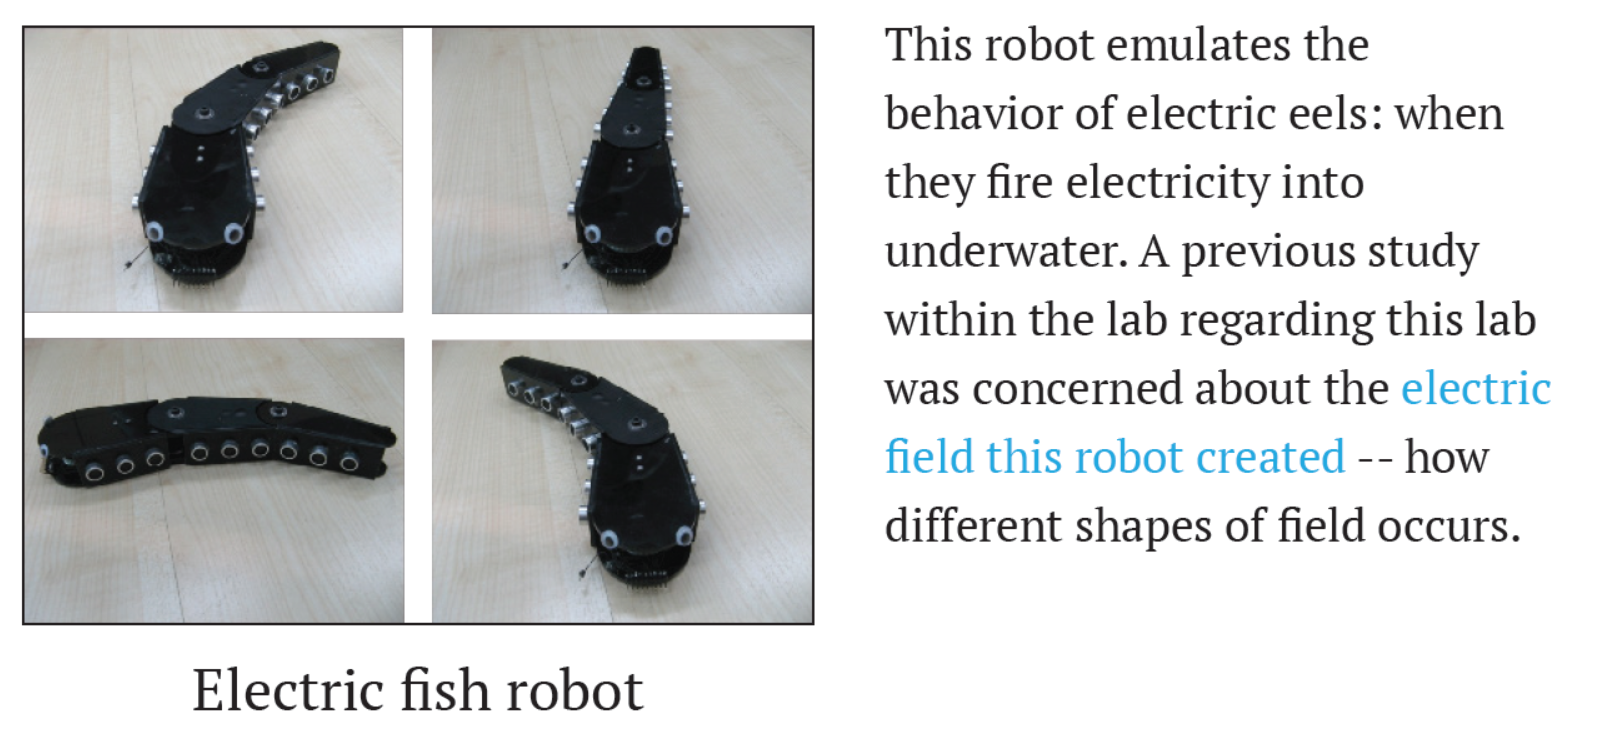 This robot emulates the
behavior of electric eels: when
they fire electricity into
underwater. A previous study
within the lab regarding this lab
was concerned about the electric
field this robot created -- how
different shapes of field occurs.
Electric fish robot